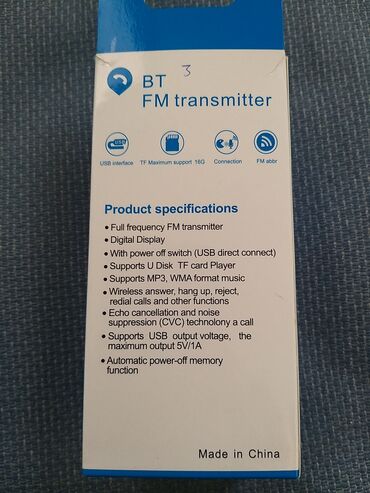 BT 3
FM transmitter
USB
USB interface TF Maximum support 16G Connection FM abbr
Product specifications
• Full frequency FM transmitter
• Digital Display
• With power off switch (USB direct connect)
• Supports U Disk TF card Player
• Supports MP3, WMA format music
• Wireless answer, hang up, reject,
redial calls and other functions
• Echo cancellation and noise
suppression (CVC) technolony a call
• Supports USB output voltage, the
maximum output 5V/1A
• Automatic power-off memory
function
Made in China